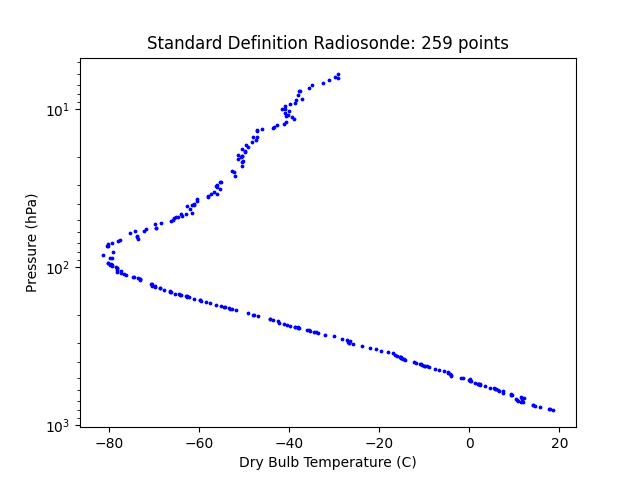 Standard Definition Radiosonde: 259 points
10¹
10²
10³
Pressure (hPa)
−80 −60 −40 −20 0 20
Dry Bulb Temperature (C)